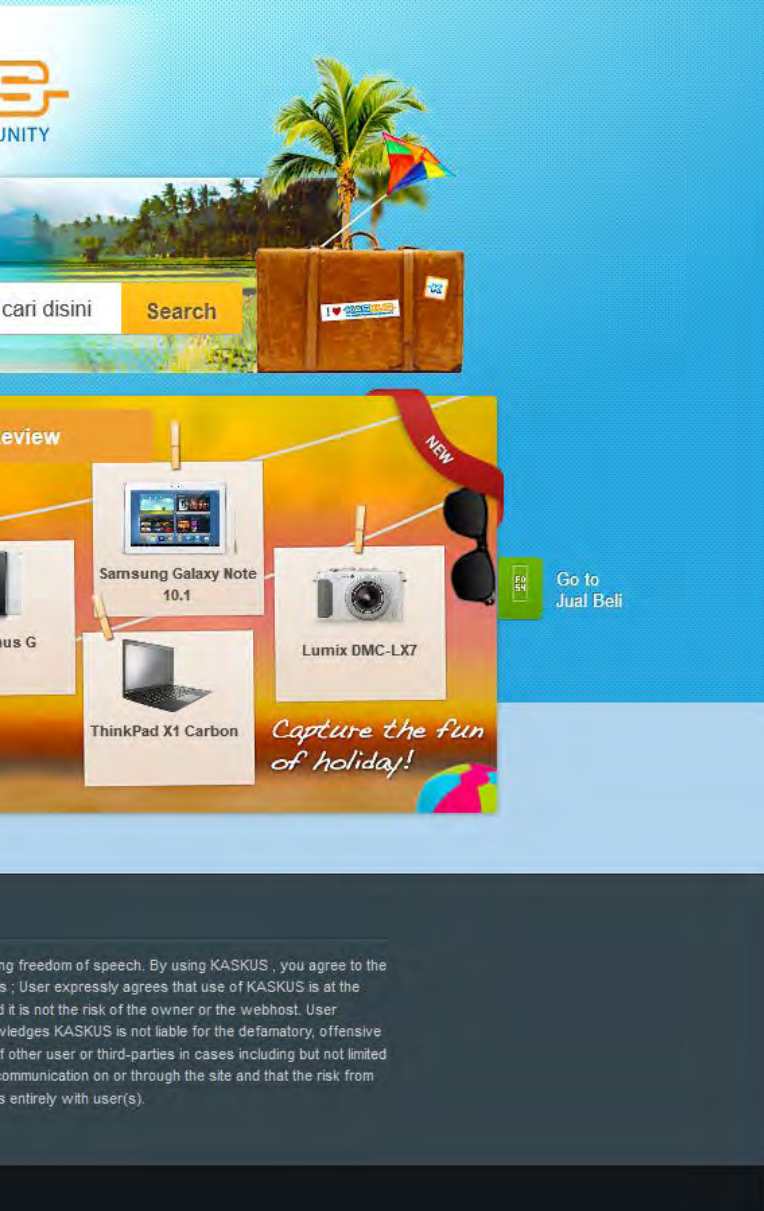 UNITY
cari disini
Search
I ♥ KASKUS
K
eview
NEW
Samsung Galaxy Note
10.1
Lumix DMC-LX7
us G
ThinkPad X1 Carbon
Capture the fun
of holiday!
Go to
Jual Beli
ng freedom of speech. By using KASKUS , you agree to the
s ; User expressly agrees that use of KASKUS is at the
d it is not the risk of the owner or the webhost. User
wledges KASKUS is not liable for the defamatory, offensive
f other user or third-parties in cases including but not limited
communication on or through the site and that the risk from
s entirely with user(s).